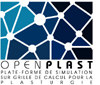 OPENPLAST
PLATE-FORME DE SIMULATION
SUR GRILLE DE CALCUL POUR LA
PLASTURGIE